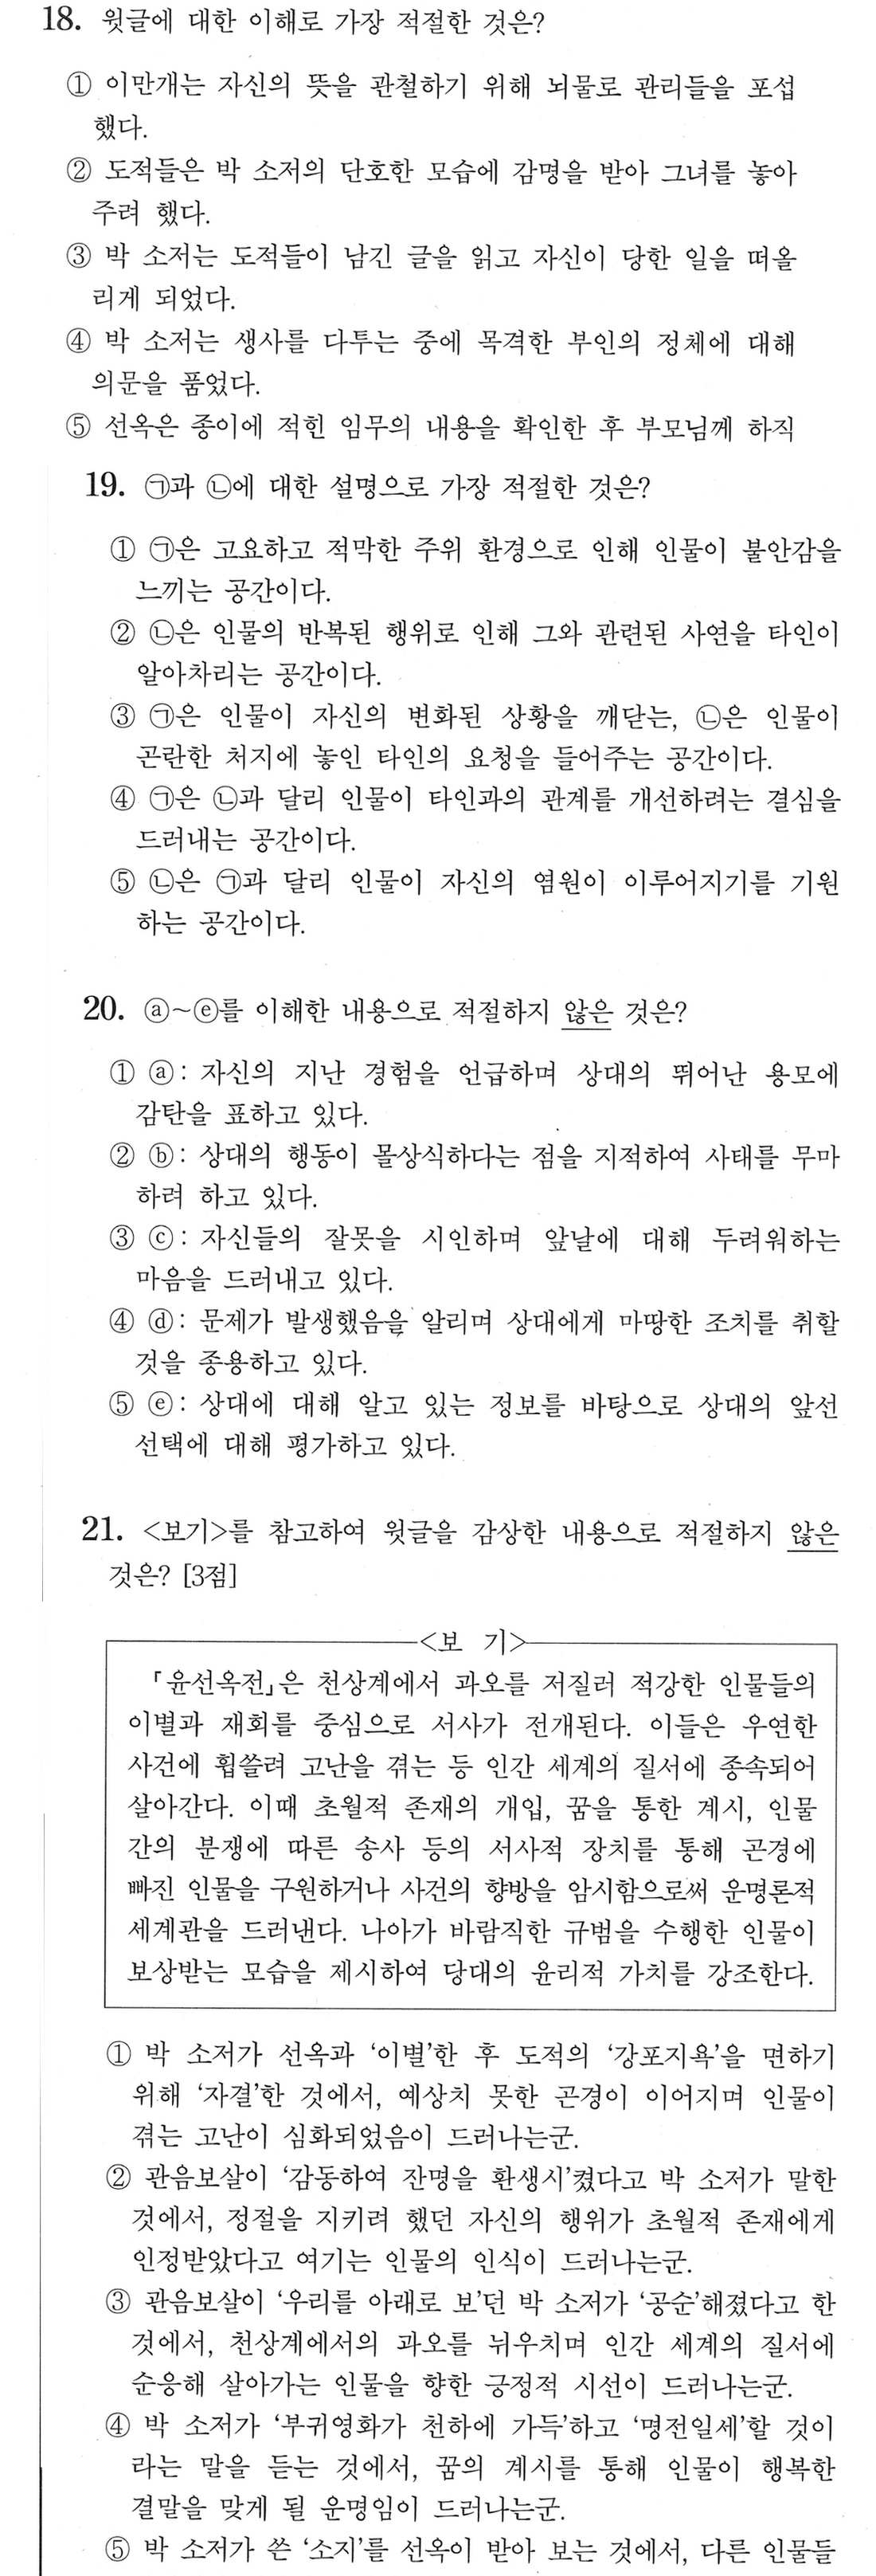 18. 윗글에 대한 이해로 가장 적절한 것은?
① 이만개는 자신의 뜻을 관철하기 위해 뇌물로 관리들을 포섭
했다.
② 도적들은 박 소저의 단호한 모습에 감명을 받아 그녀를 놓아
주려 했다.
③ 박 소저는 도적들이 남긴 글을 읽고 자신이 당한 일을 떠올
리게 되었다.
④ 박 소저는 생사를 다투는 중에 목격한 부인의 정체에 대해
의문을 품었다.
⑤ 선옥은 종이에 적힌 임무의 내용을 확인한 후 부모님께 하직
19. ㉠과 ㉡에 대한 설명으로 가장 적절한 것은?
① ㉠은 고요하고 적막한 주위 환경으로 인해 인물이 불안감을
느끼는 공간이다.
② ㉡은 인물의 반복된 행위로 인해 그와 관련된 사연을 타인이
알아차리는 공간이다.
③ ㉠은 인물이 자신의 변화된 상황을 깨닫는, ㉡은 인물이
곤란한 처지에 놓인 타인의 요청을 들어주는 공간이다.
④ ㉠은 ㉡과 달리 인물이 타인과의 관계를 개선하려는 결심을
드러내는 공간이다.
⑤ ㉡은 ㉠과 달리 인물이 자신의 염원이 이루어지기를 기원
하는 공간이다.
20. ⓐ~ⓔ를 이해한 내용으로 적절하지 않은 것은?
① ⓐ: 자신의 지난 경험을 언급하며 상대의 뛰어난 용모에
감탄을 표하고 있다.
② ⓑ: 상대의 행동이 몰상식하다는 점을 지적하여 사태를 무마
하려 하고 있다.
③ ⓒ: 자신들의 잘못을 시인하며 앞날에 대해 두려워하는
마음을 드러내고 있다.
④ ⓓ: 문제가 발생했음을 알리며 상대에게 마땅한 조치를 취할
것을 종용하고 있다.
⑤ ⓔ: 상대에 대해 알고 있는 정보를 바탕으로 상대의 앞선
선택에 대해 평가하고 있다.
21. <보기>를 참고하여 윗글을 감상한 내용으로 적절하지 않은
것은? [3점]
<보 기>
「윤선옥전」은 천상계에서 과오를 저질러 적강한 인물들의
이별과 재회를 중심으로 서사가 전개된다. 이들은 우연한
사건에 휩쓸려 고난을 겪는 등 인간 세계의 질서에 종속되어
살아간다. 이때 초월적 존재의 개입, 꿈을 통한 계시, 인물
간의 분쟁에 따른 송사 등의 서사적 장치를 통해 곤경에
빠진 인물을 구원하거나 사건의 향방을 암시함으로써 운명론적
세계관을 드러낸다. 나아가 바람직한 규범을 수행한 인물이
보상받는 모습을 제시하여 당대의 윤리적 가치를 강조한다.
① 박 소저가 선옥과 ‘이별’한 후 도적의 ‘강포지욕’을 면하기
위해 ‘자결’한 것에서, 예상치 못한 곤경이 이어지며 인물이
겪는 고난이 심화되었음이 드러나는군.
② 관음보살이 ‘감동하여 잔명을 환생시’켰다고 박 소저가 말한
것에서, 정절을 지키려 했던 자신의 행위가 초월적 존재에게
인정받았다고 여기는 인물의 인식이 드러나는군.
③ 관음보살이 ‘우리를 아래로 보’던 박 소저가 ‘공순’해졌다고 한
것에서, 천상계에서의 과오를 뉘우치며 인간 세계의 질서에
순응해 살아가는 인물을 향한 긍정적 시선이 드러나는군.
④ 박 소저가 ‘부귀영화가 천하에 가득’하고 ‘명전일세’할 것이
라는 말을 듣는 것에서, 꿈의 계시를 통해 인물이 행복한
결말을 맞게 될 운명임이 드러나는군.
⑤ 박 소저가 쓴 ‘소지’를 선옥이 받아 보는 것에서, 다른 인물들